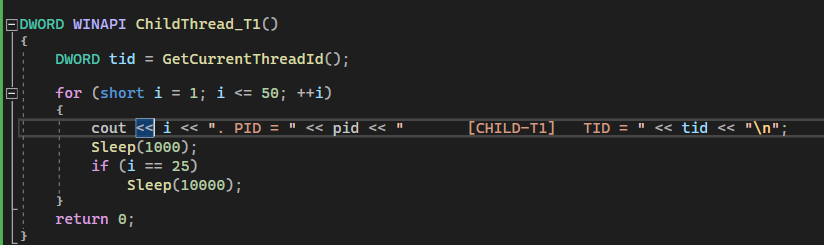 DWORD WINAPI ChildThread_T1()
{
    DWORD tid = GetCurrentThreadId();
    for (short i = 1; i <= 50; ++i)
    {
        cout << i << ". PID = " << pid << "       [CHILD-T1]   TID = " << tid << "\n";
        Sleep(1000);
        if (i == 25)
            Sleep(10000);
    }
    return 0;
}